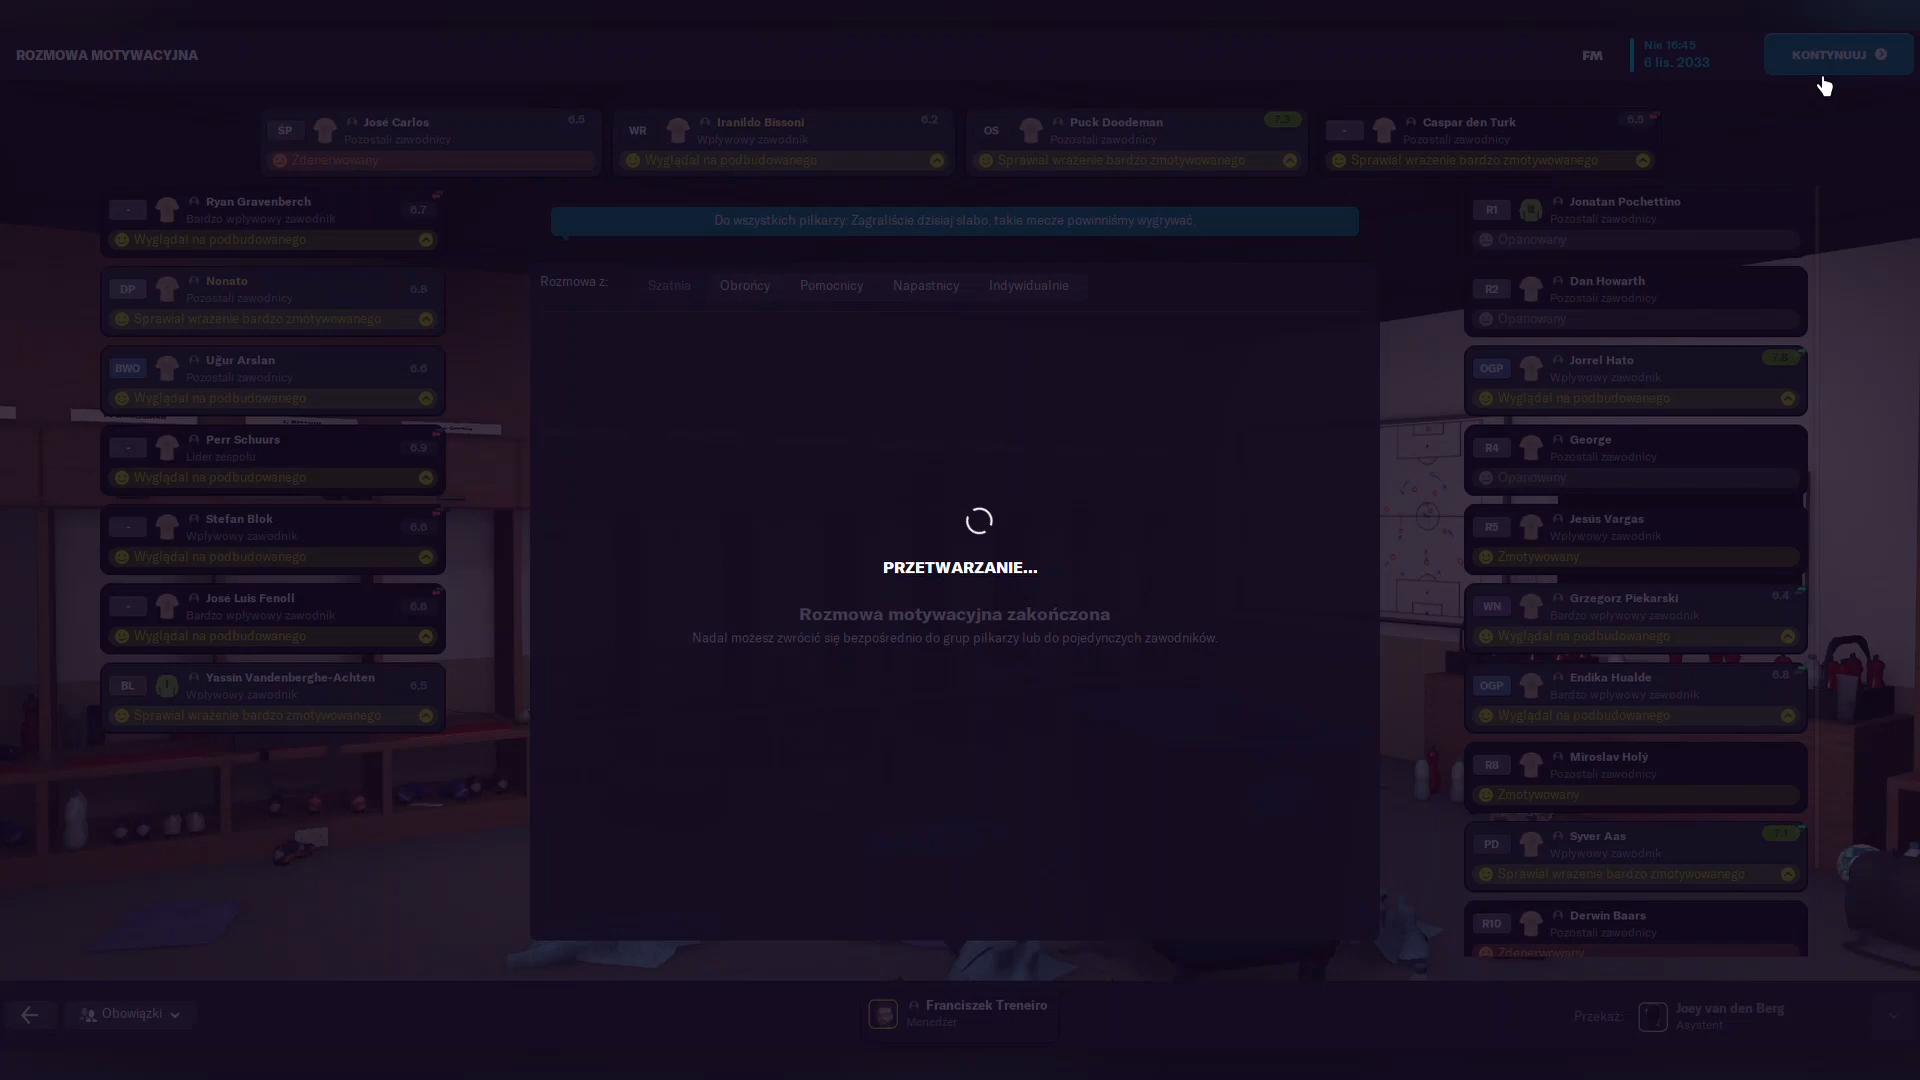 ROZMOWA MOTYWACYJNA
FM
Nie 16:45
6 lis. 2033
KONTYNUUJ
ŚP José Carlos 6.5
Pozostali zawodnicy
Zdenerwowany
WR Iranildo Bissoni 6.2
Wpływowy zawodnik
Wyglądał na podbudowanego
OS Puck Doodeman 7.3
Pozostali zawodnicy
Sprawiał wrażenie bardzo zmotywowanego
- Caspar den Turk 6.5
Pozostali zawodnicy
Sprawiał wrażenie bardzo zmotywowanego
- Ryan Gravenberch 6.7
Bardzo wpływowy zawodnik
Wyglądał na podbudowanego
DP Nonato 6.8
Pozostali zawodnicy
Sprawiał wrażenie bardzo zmotywowanego
BWO Uğur Arslan 6.6
Pozostali zawodnicy
Wyglądał na podbudowanego
- Perr Schuurs 6.9
Lider zespołu
Wyglądał na podbudowanego
- Stefan Blok 6.6
Wpływowy zawodnik
Wyglądał na podbudowanego
- José Luis Fenoll 6.6
Bardzo wpływowy zawodnik
Wyglądał na podbudowanego
BL Yassin Vandenberghe-Achten 6.5
Wpływowy zawodnik
Sprawiał wrażenie bardzo zmotywowanego
Do wszystkich piłkarzy: Zagraliście dzisiaj słabo, takie mecze powinniśmy wygrywać.
Rozmowa z: Szatnia Obrońcy Pomocnicy Napastnicy Indywidualnie
PRZETWARZANIE...
Rozmowa motywacyjna zakończona
Nadal możesz zwrócić się bezpośrednio do grup piłkarzy lub do pojedynczych zawodników.
R1 Jonatan Pochettino
Pozostali zawodnicy
Opanowany
R2 Dan Howarth
Pozostali zawodnicy
Opanowany
OGP Jorrel Hato 7.8
Wpływowy zawodnik
Wyglądał na podbudowanego
R4 George
Pozostali zawodnicy
Opanowany
R5 Jesús Vargas
Wpływowy zawodnik
Zmotywowany
WN Grzegorz Piekarski 6.4
Bardzo wpływowy zawodnik
Wyglądał na podbudowanego
OGP Endika Hualde 6.8
Bardzo wpływowy zawodnik
Wyglądał na podbudowanego
R8 Miroslav Holý
Pozostali zawodnicy
Zmotywowany
PD Syver Aas 7.1
Wpływowy zawodnik
Sprawiał wrażenie bardzo zmotywowanego
R10 Derwin Baars
Pozostali zawodnicy
Zdenerwowany
Obowiązki
Franciszek Treneiro
Menedżer
Przekaż:
Joey van den Berg
Asystent